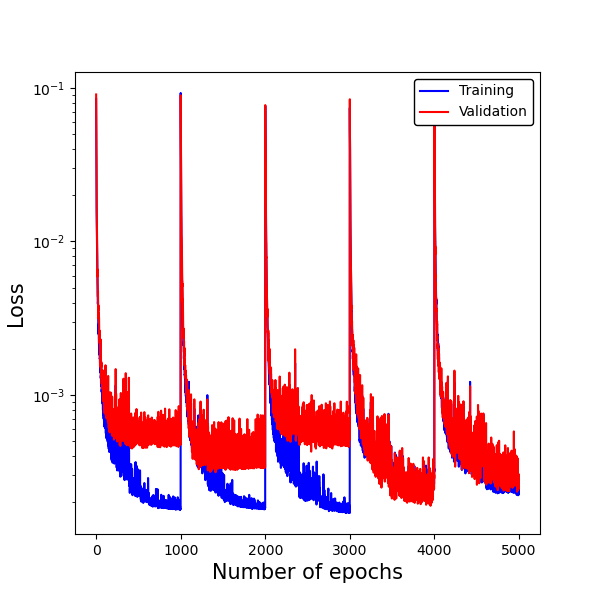 Training
Validation
10⁻¹
10⁻²
10⁻³
Loss
0 1000 2000 3000 4000 5000
Number of epochs